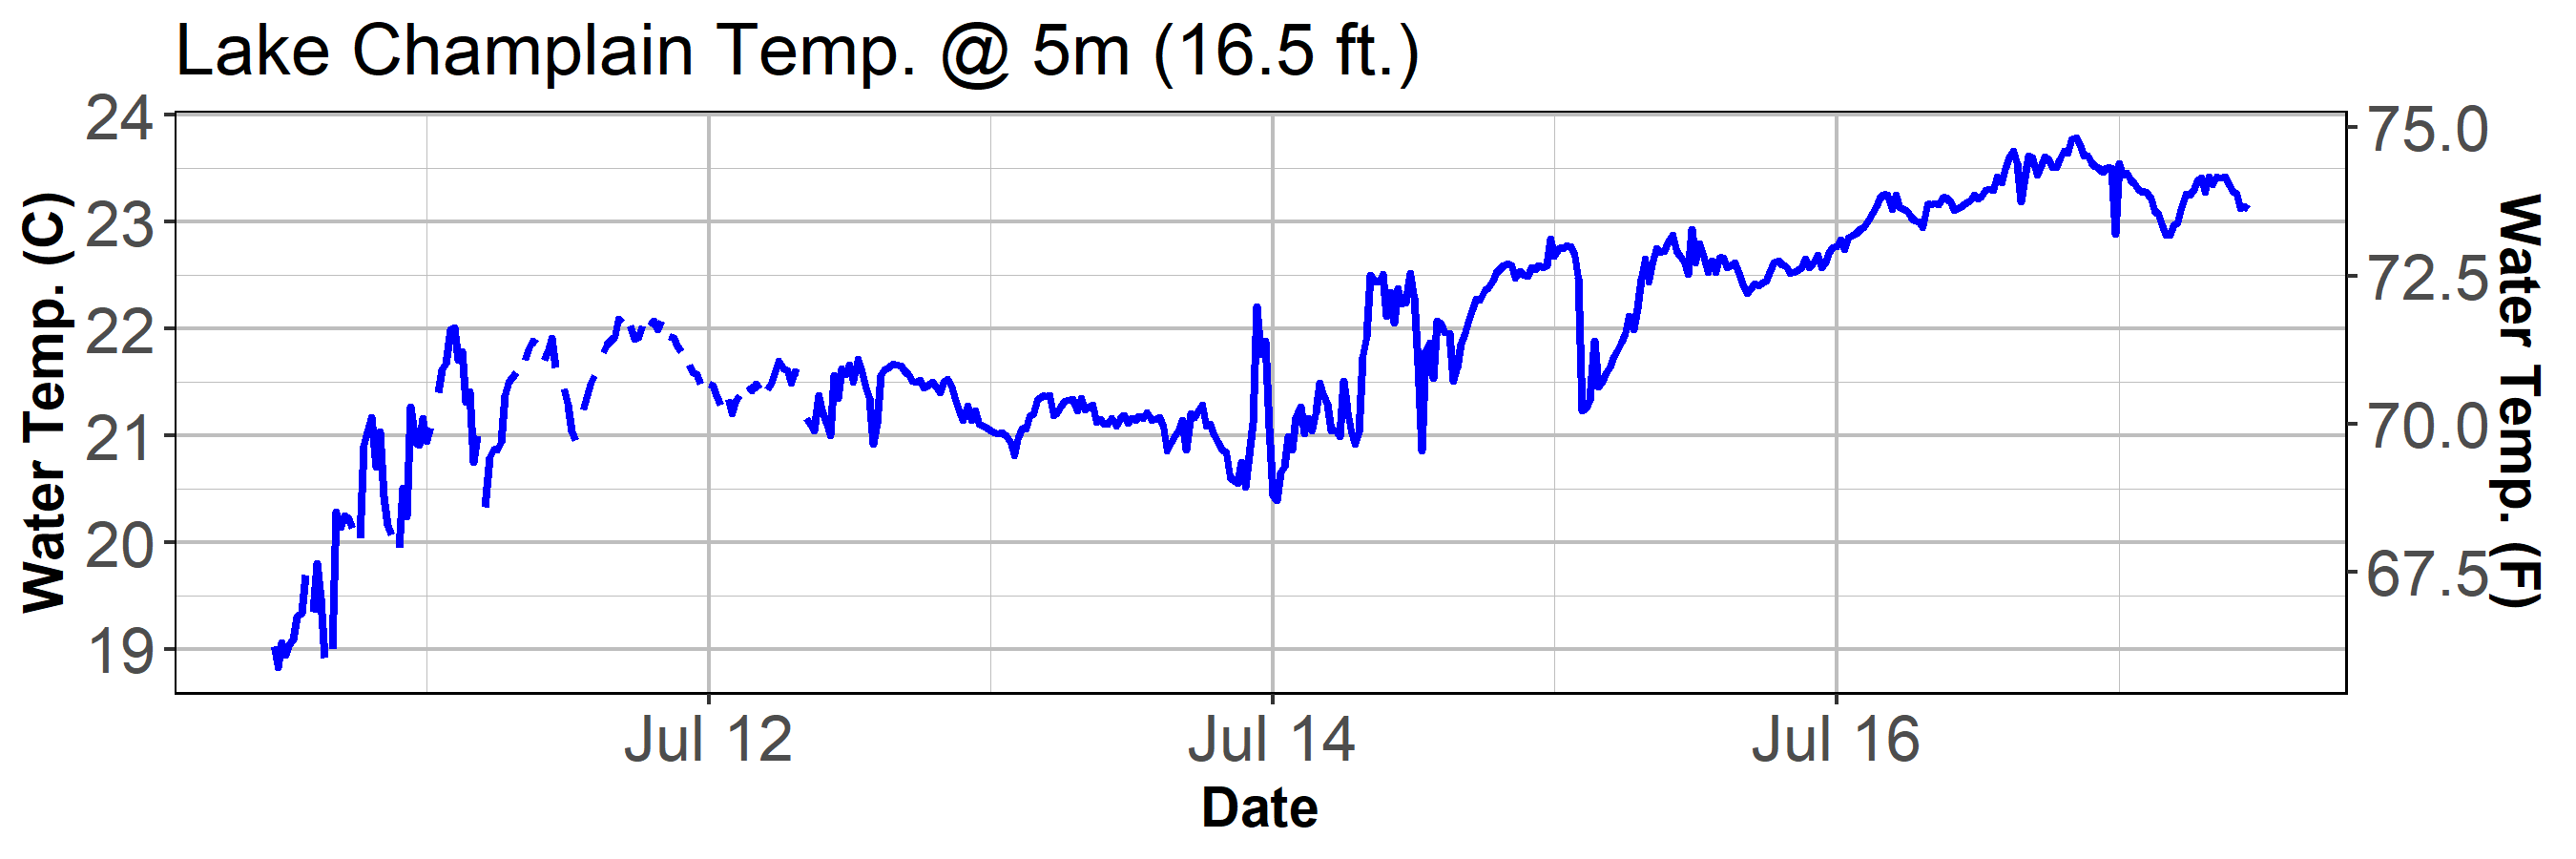 Lake Champlain Temp. @ 5m (16.5 ft.)
24
23
22
21
20
19
Water Temp. (C)
75.0
72.5
70.0
67.5
Water Temp. (F)
Jul 12
Jul 14
Jul 16
Date